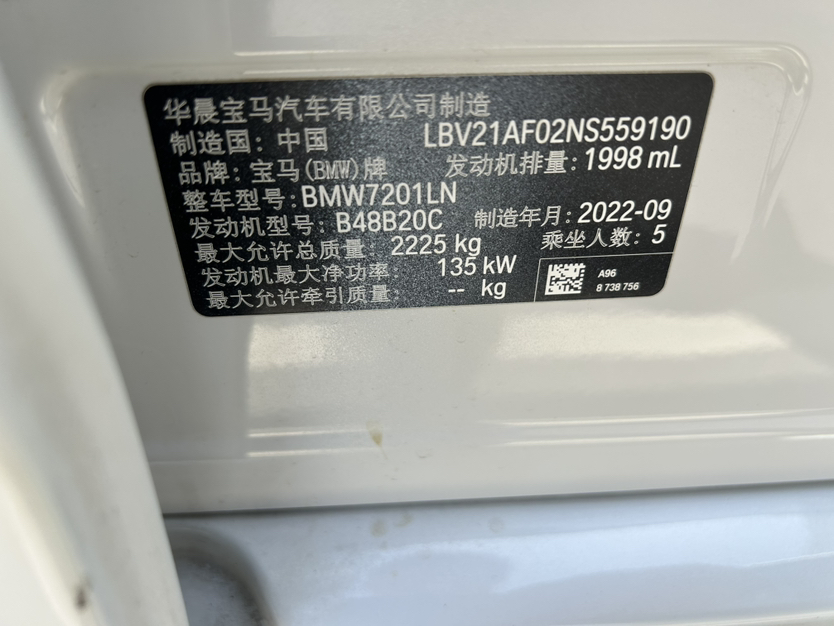 华晨宝马汽车有限公司制造
制造国：中国 LBV21AF02NS559190
品牌：宝马(BMW)牌 发动机排量：1998 mL
整车型号：BMW7201LN
发动机型号：B48B20C 制造年月：2022-09
最大允许总质量：2225 kg 乘坐人数：5
发动机最大净功率：135 kW
最大允许牵引质量：-- kg
A96
8 738 756